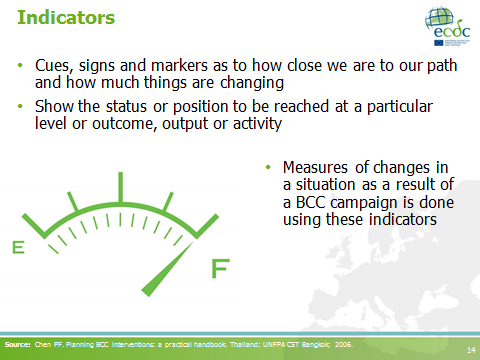 Indicators
ecdc
• Cues, signs and markers as to how close we are to our path
and how much things are changing
• Show the status or position to be reached at a particular
level or outcome, output or activity
• Measures of changes in
a situation as a result of
a BCC campaign is done
using these indicators
E
F
Source: Chen PF. Planning BCC interventions: a practical handbook. Thailand: UNFPA CST Bangkok; 2006.
14